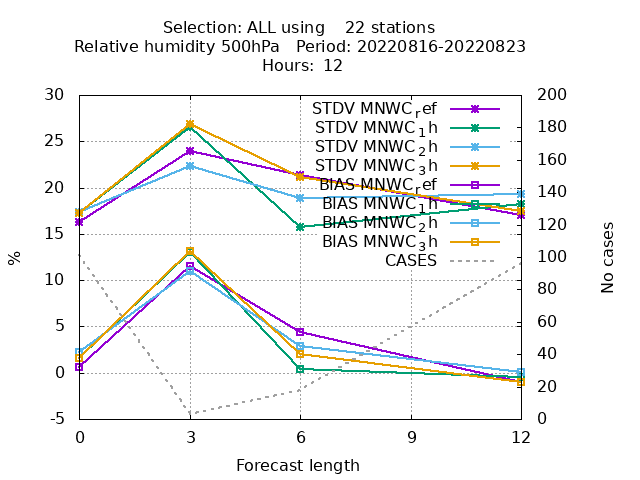 Selection: ALL using    22 stations
Relative humidity 500hPa   Period: 20220816-20220823
Hours:  12
30
25
20
15
10
5
0
-5
%
200
180
160
140
120
100
80
60
40
20
0
No cases
STDV MNWC_ref
STDV MNWC_1h
STDV MNWC_2h
STDV MNWC_3h
BIAS MNWC_ref
BIAS MNWC_1h
BIAS MNWC_2h
BIAS MNWC_3h
CASES
0 3 6 9 12
Forecast length